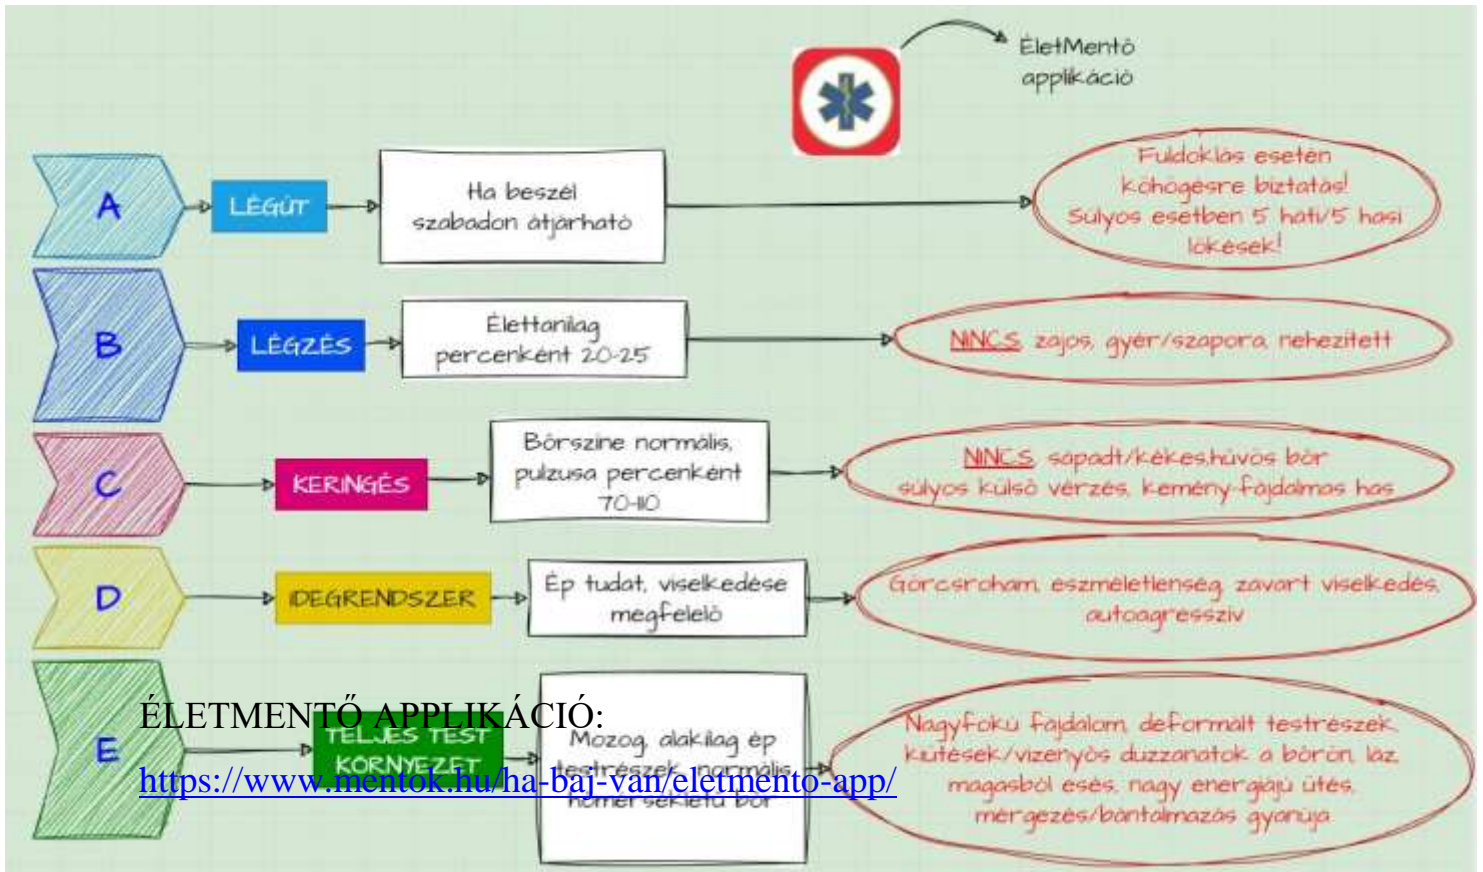 ÉletMentő
applikáció
A
LÉGÚT
Ha beszél
szabadon átjárható
Fuldoklás esetén
köhögésre biztatás!
Súlyos esetben 5 háti/5 hasi
lökések!
B
LÉGZÉS
Élettanilag
percenként 20-25
NINCS, zajos, gyér/szapora, nehezített
C
KERINGÉS
Bőrszíne normális,
pulzusa percenként
70-110
NINCS, sápadt/kékes,hűvös bőr
súlyos külső vérzés, kemény-fájdalmas has
D
IDEGRENDSZER
Ép tudat, viselkedése
megfelelő
Görcsroham, eszméletlenség, zavart viselkedés,
autoagresszív
E
TELJES TEST
KÖRNYEZET
Mozog, alakilag ép
testrészek, normális
hőmérsékletű bőr
Nagyfokú fájdalom, deformált testrészek
kiütések/vizenyős duzzanatok a bőrön, láz,
magasból esés, nagy energiájú ütés,
mérgezés/bántalmazás gyanúja
ÉLETMENTŐ APPLIKÁCIÓ:
https://www.mentok.hu/ha-baj-van/eletmento-app/